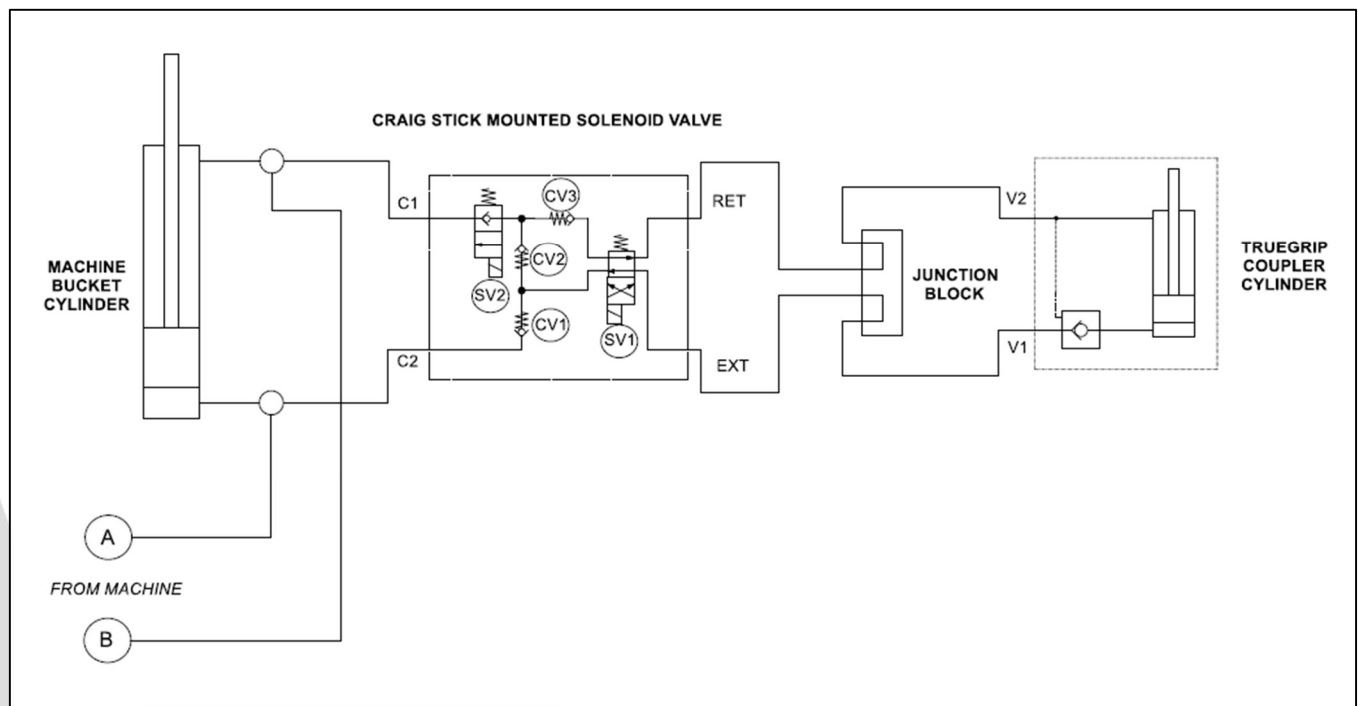 CRAIG STICK MOUNTED SOLENOID VALVE
MACHINE
BUCKET
CYLINDER
C1
CV3
CV2
SV2
CV1
SV1
C2
RET
EXT
JUNCTION
BLOCK
V2
V1
TRUEGRIP
COUPLER
CYLINDER
A
FROM MACHINE
B